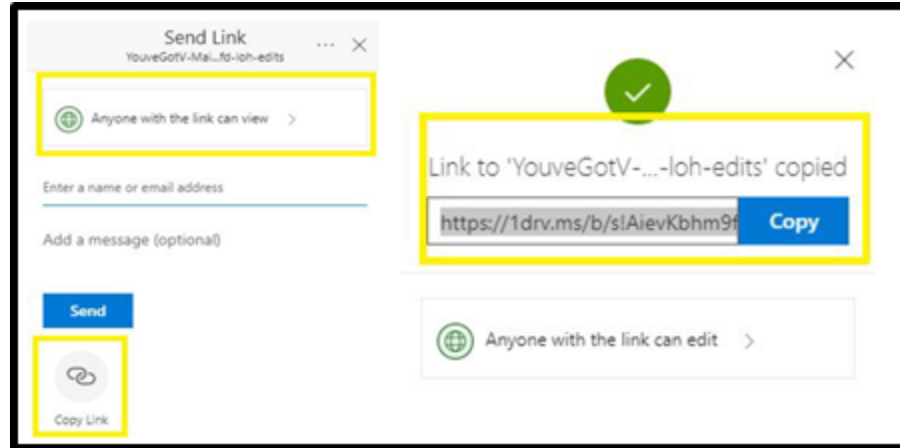 Send Link
YouveGotV-Mai...fd-loh-edits
Anyone with the link can view
Enter a name or email address
Add a message (optional)
Send
Copy Link
Link to 'YouveGotV-...-loh-edits' copied
https://1drv.ms/b/s!AievKbhm9f
Copy
Anyone with the link can edit